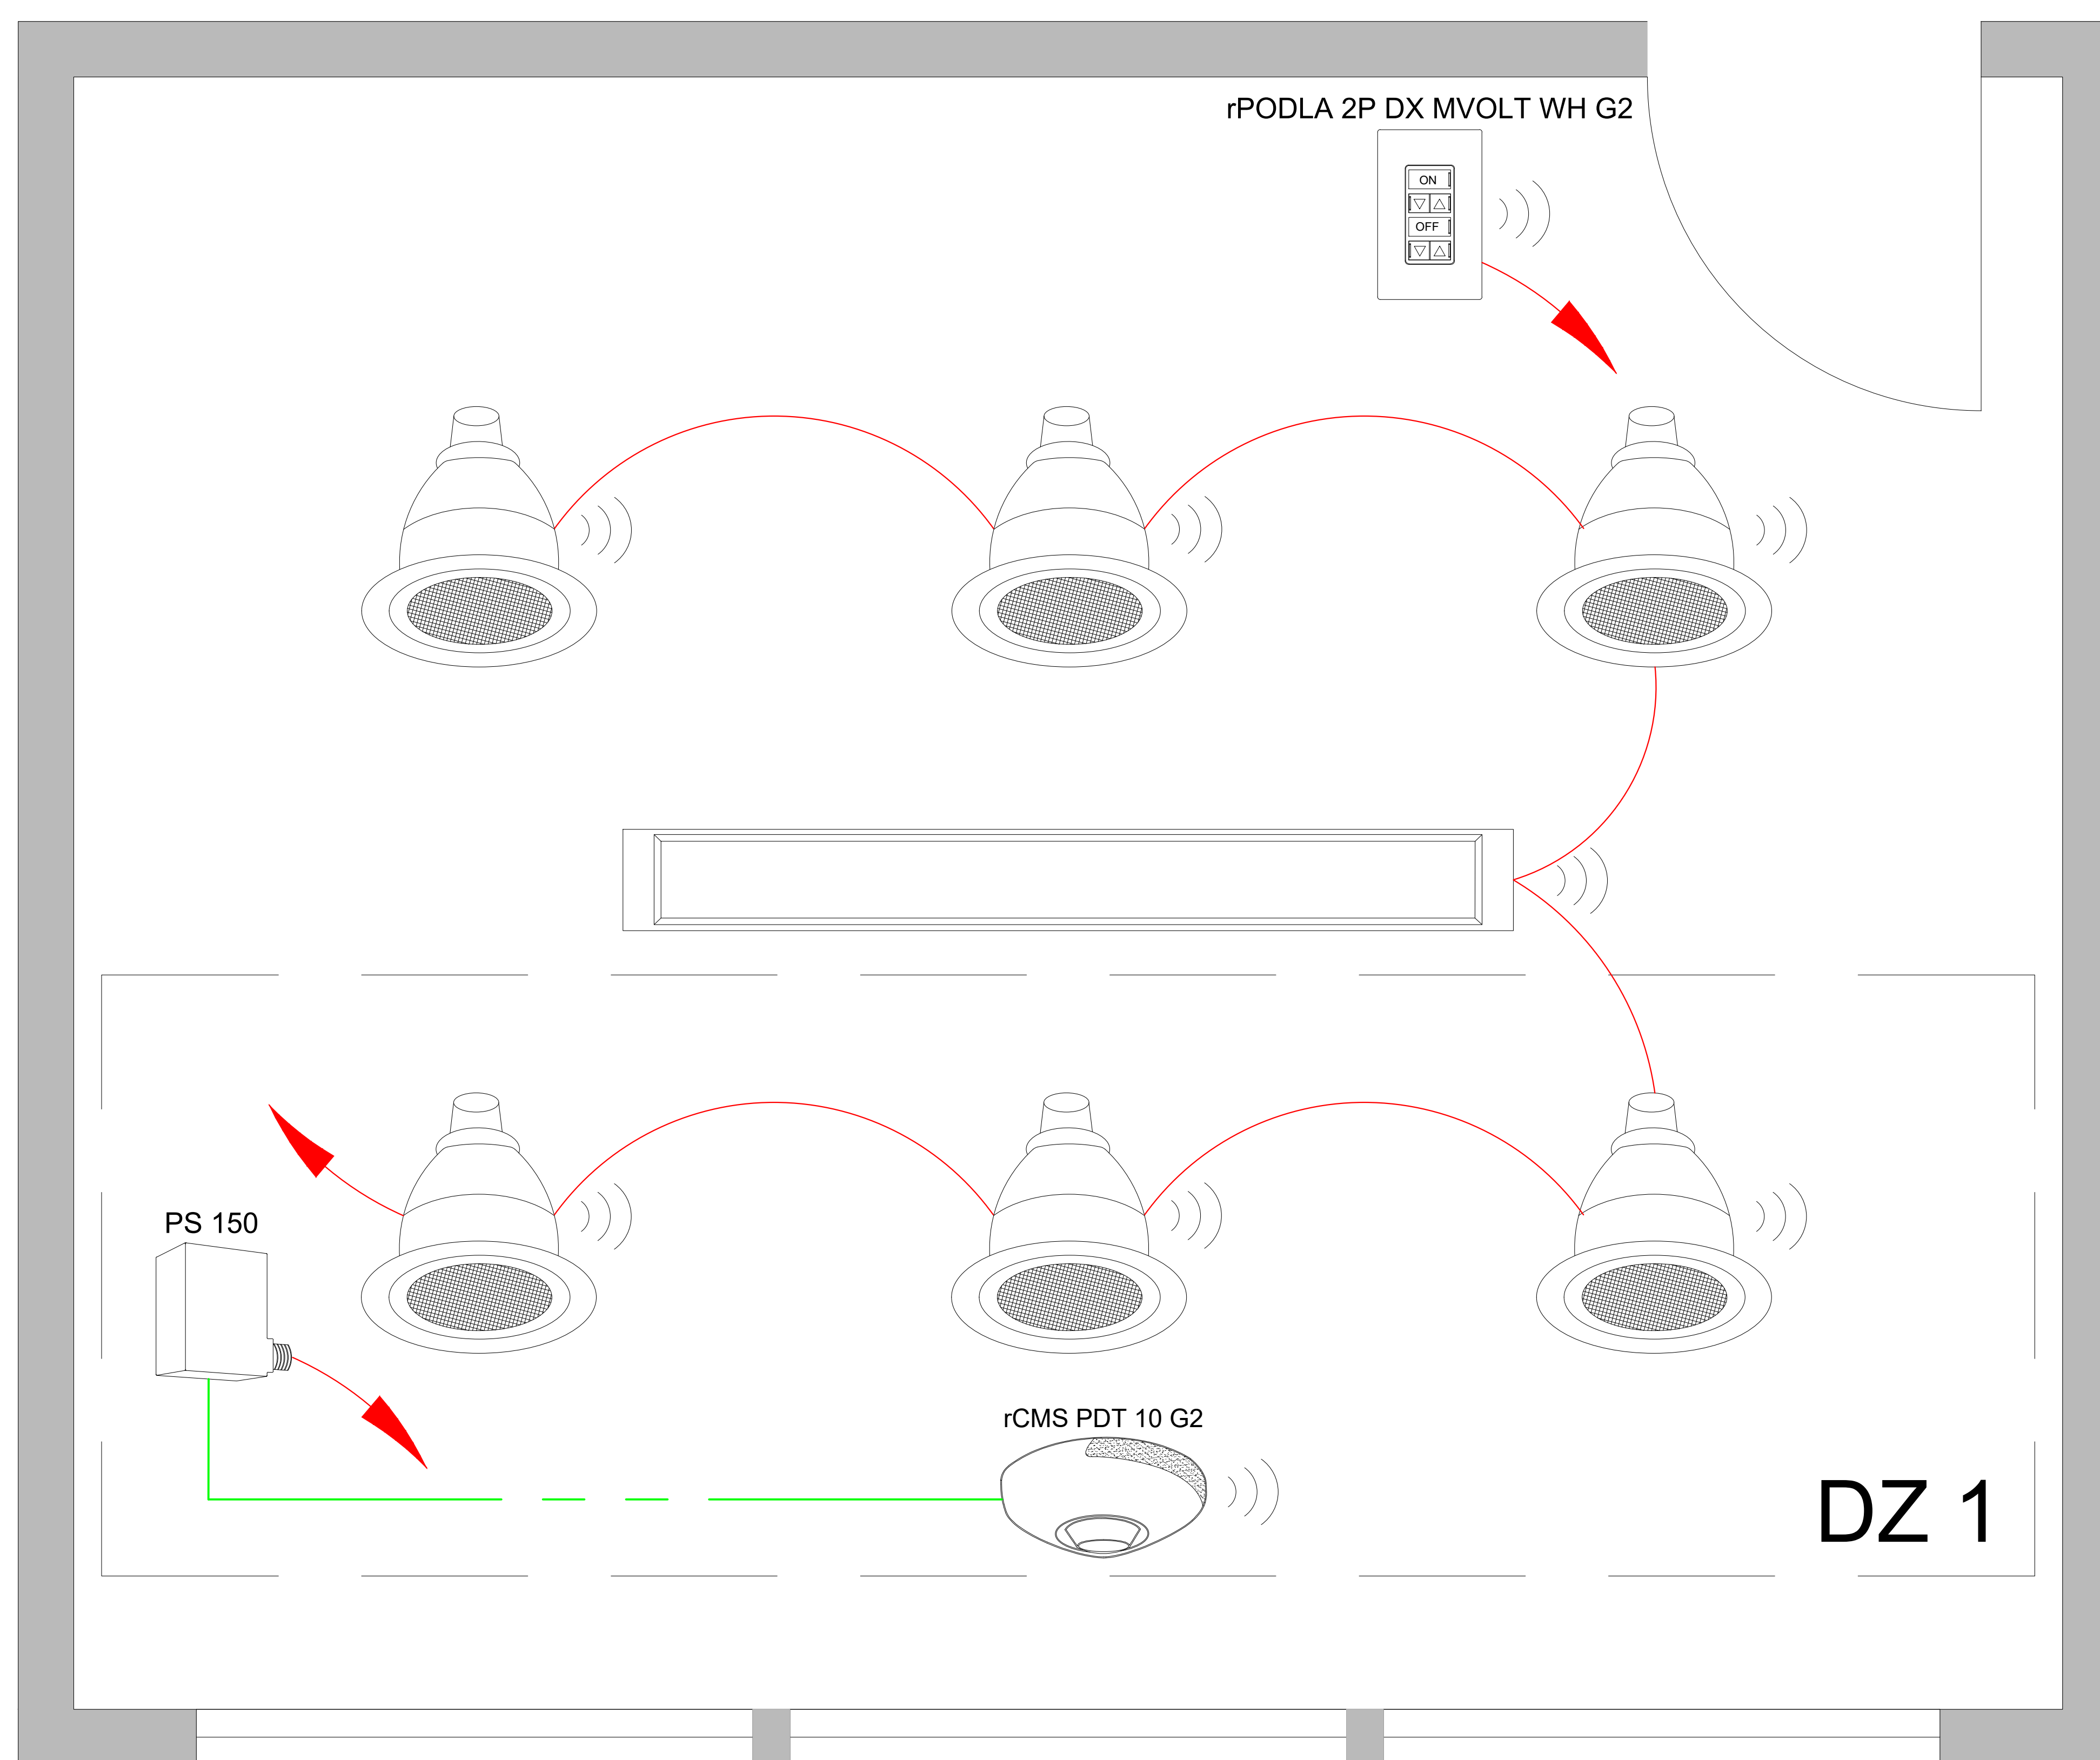 rPODLA 2P DX MVOLT WH G2
ON
OFF
PS 150
rCMS PDT 10 G2
DZ 1